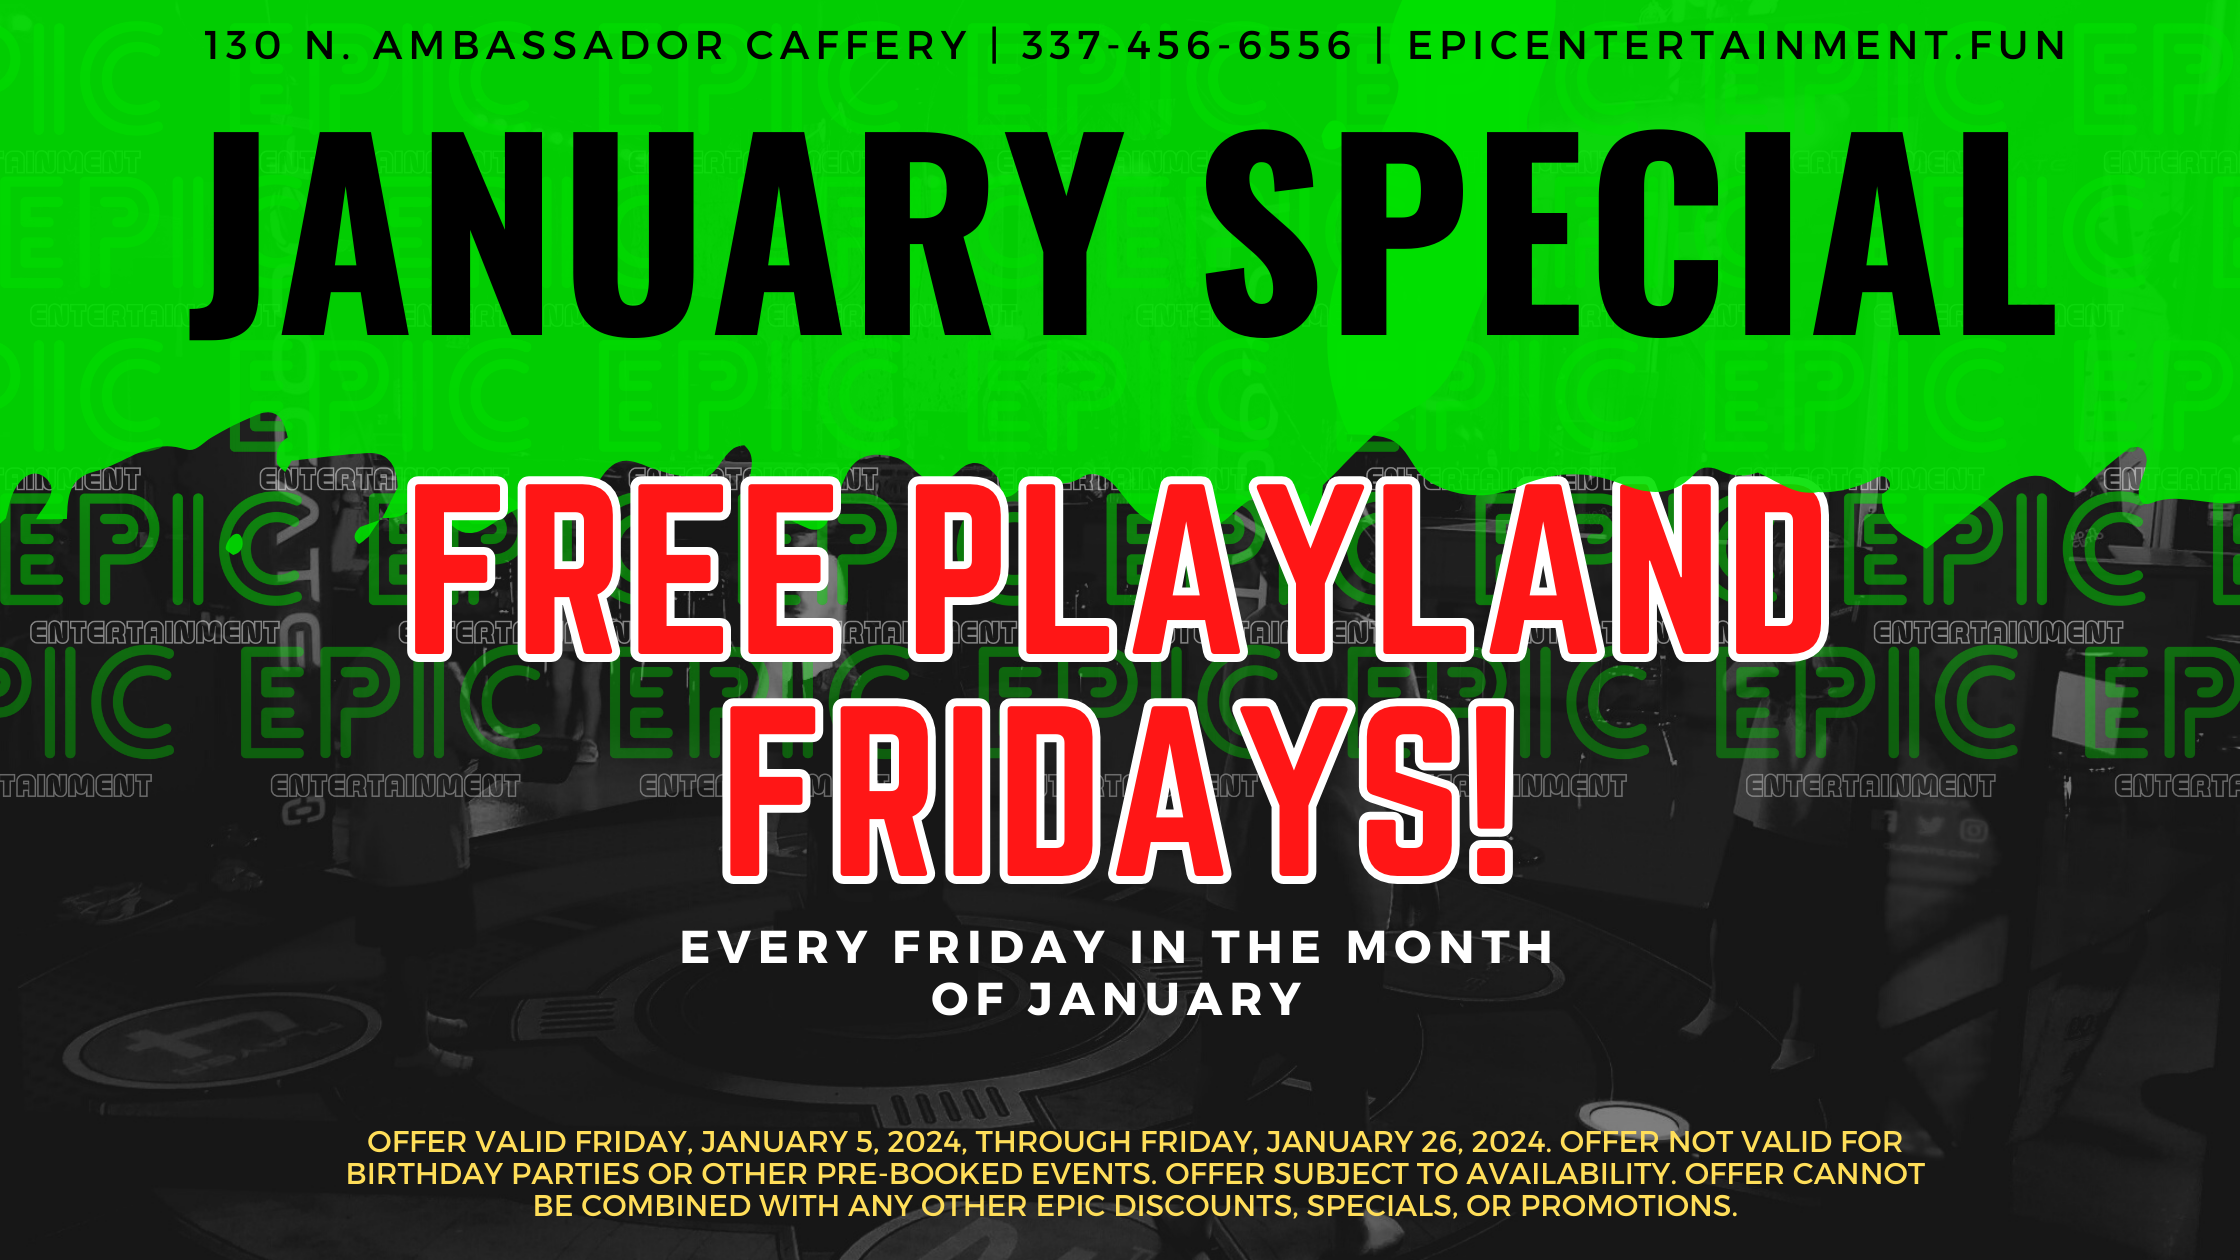 130 N. AMBASSADOR CAFFERY | 337-456-6556 | EPICENTERTAINMENT.FUN
JANUARY SPECIAL
FREE PLAYLAND
FRIDAYS!
EVERY FRIDAY IN THE MONTH
OF JANUARY
OFFER VALID FRIDAY, JANUARY 5, 2024, THROUGH FRIDAY, JANUARY 26, 2024. OFFER NOT VALID FOR
BIRTHDAY PARTIES OR OTHER PRE-BOOKED EVENTS. OFFER SUBJECT TO AVAILABILITY. OFFER CANNOT
BE COMBINED WITH ANY OTHER EPIC DISCOUNTS, SPECIALS, OR PROMOTIONS.
EPIC
ENTERTAINMENT